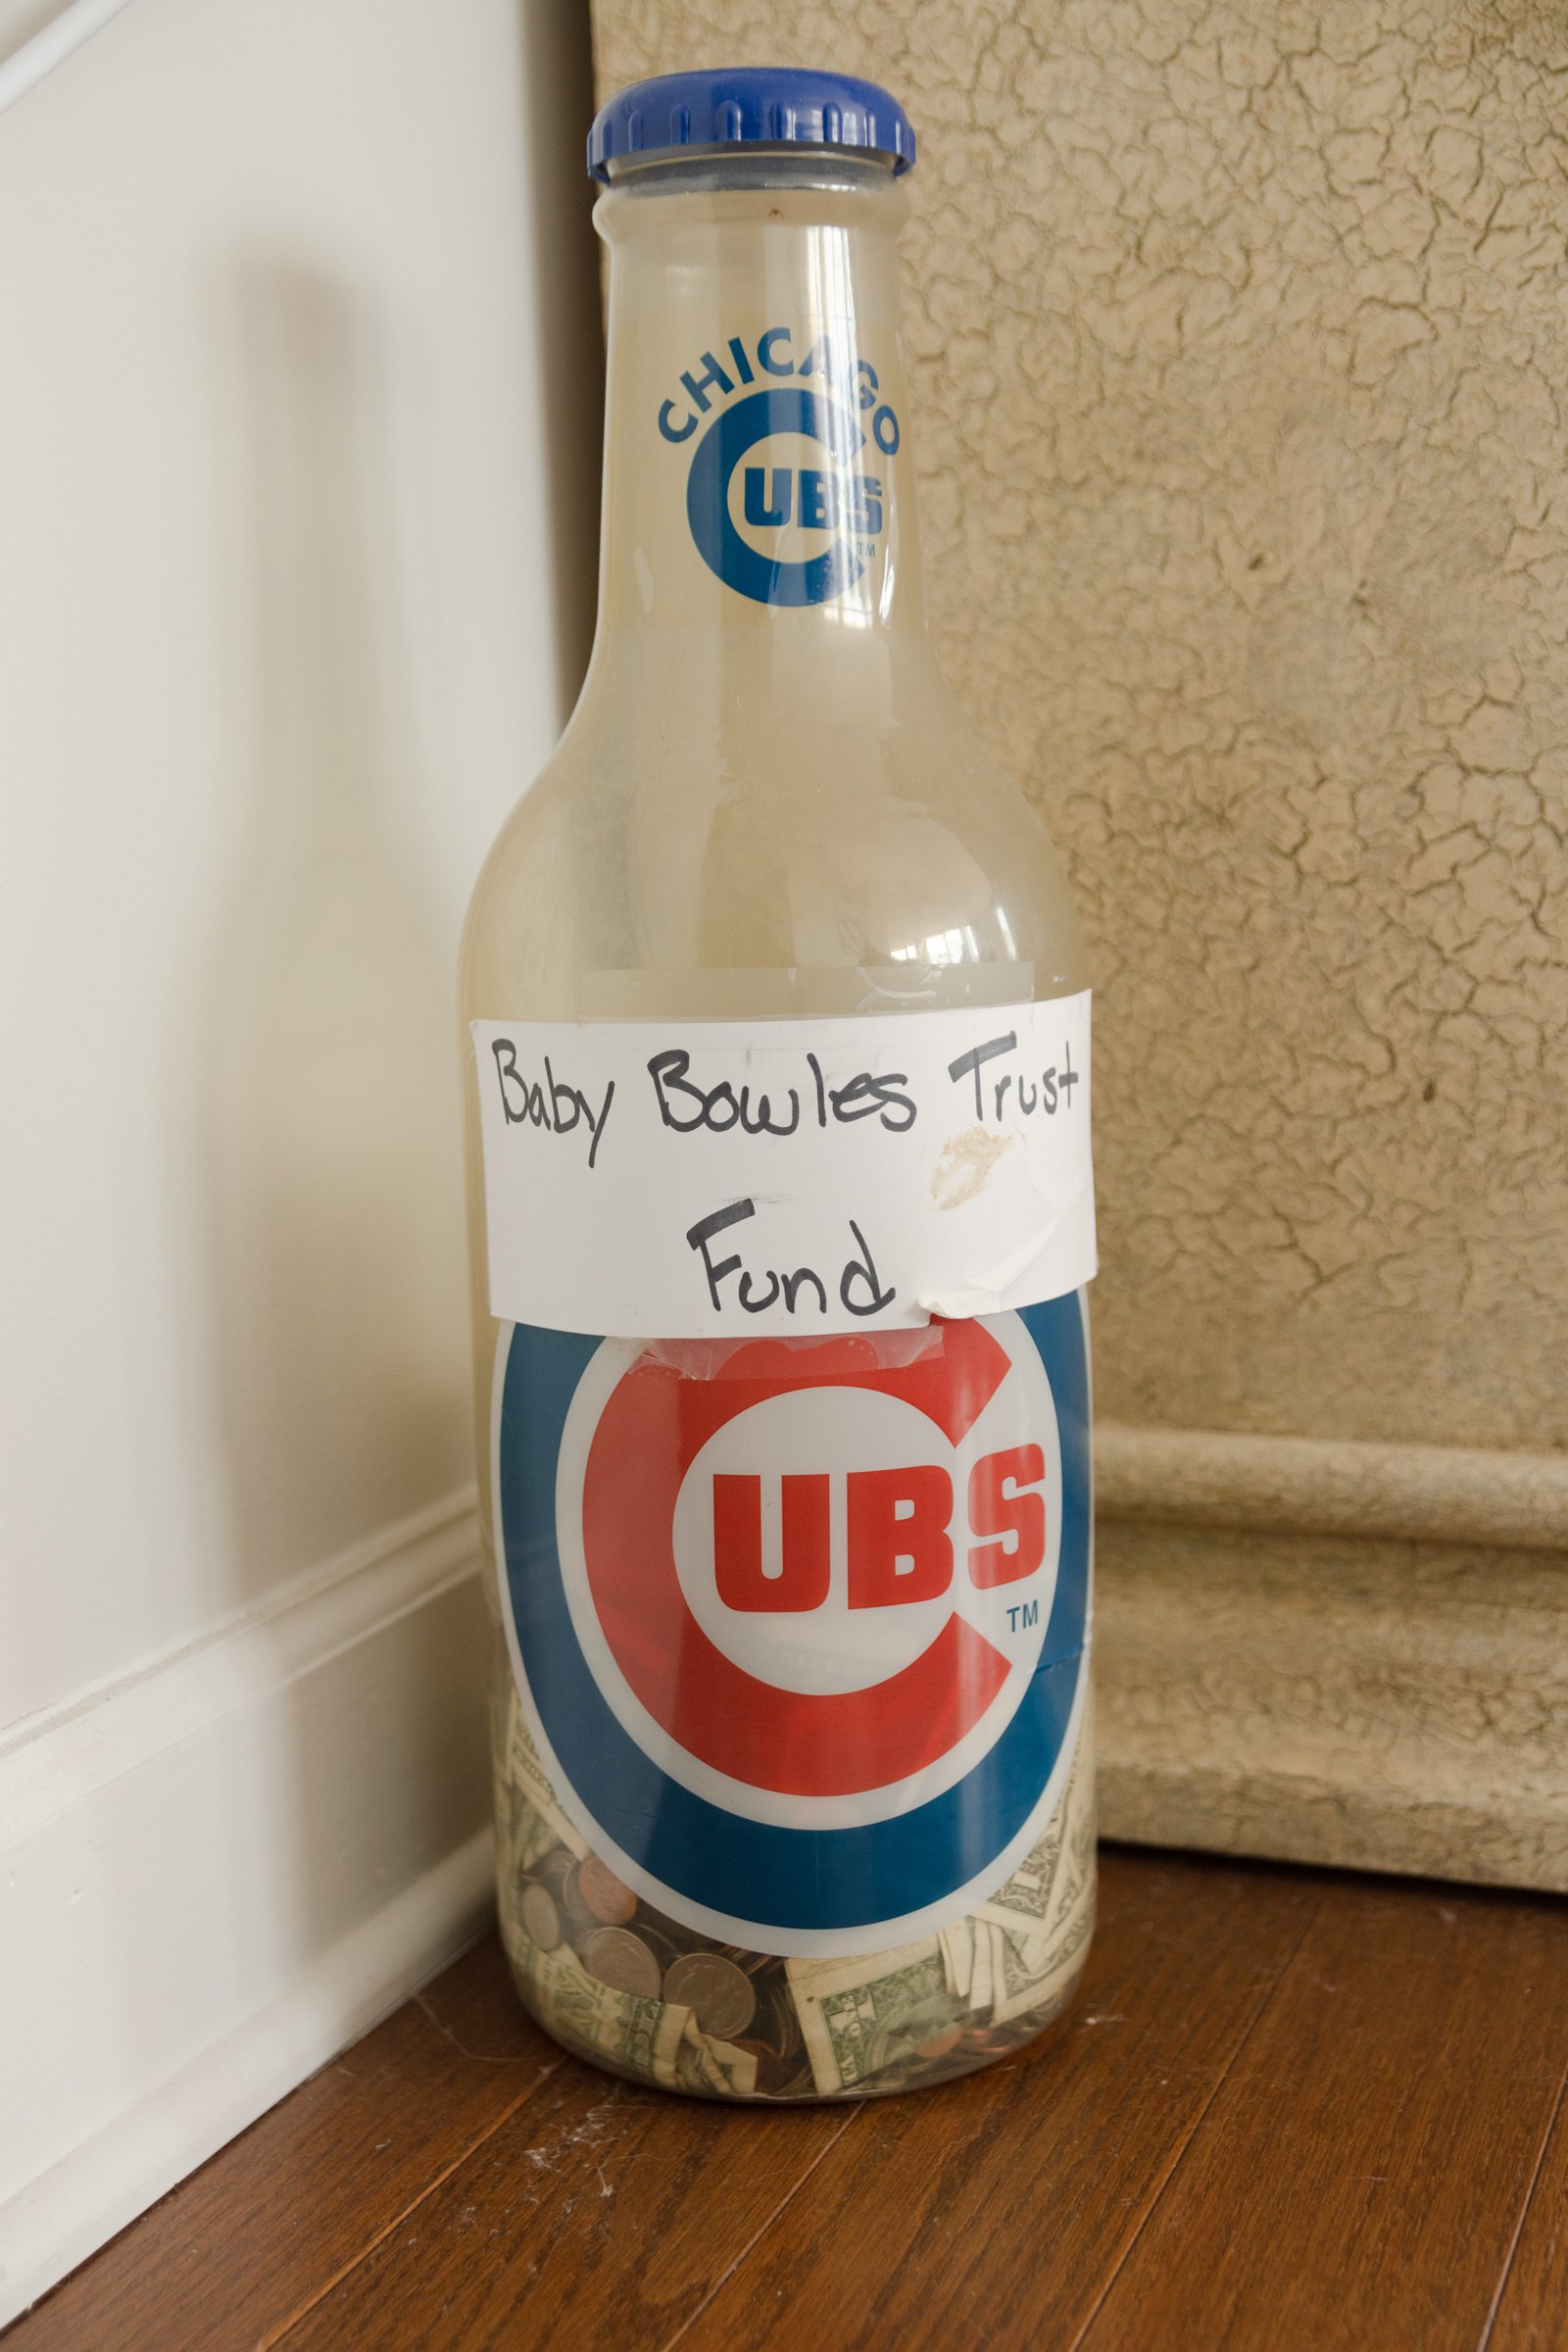 CHICAGO
CUBS
TM
Baby Bowles Trust
Fund
CUBS
TM